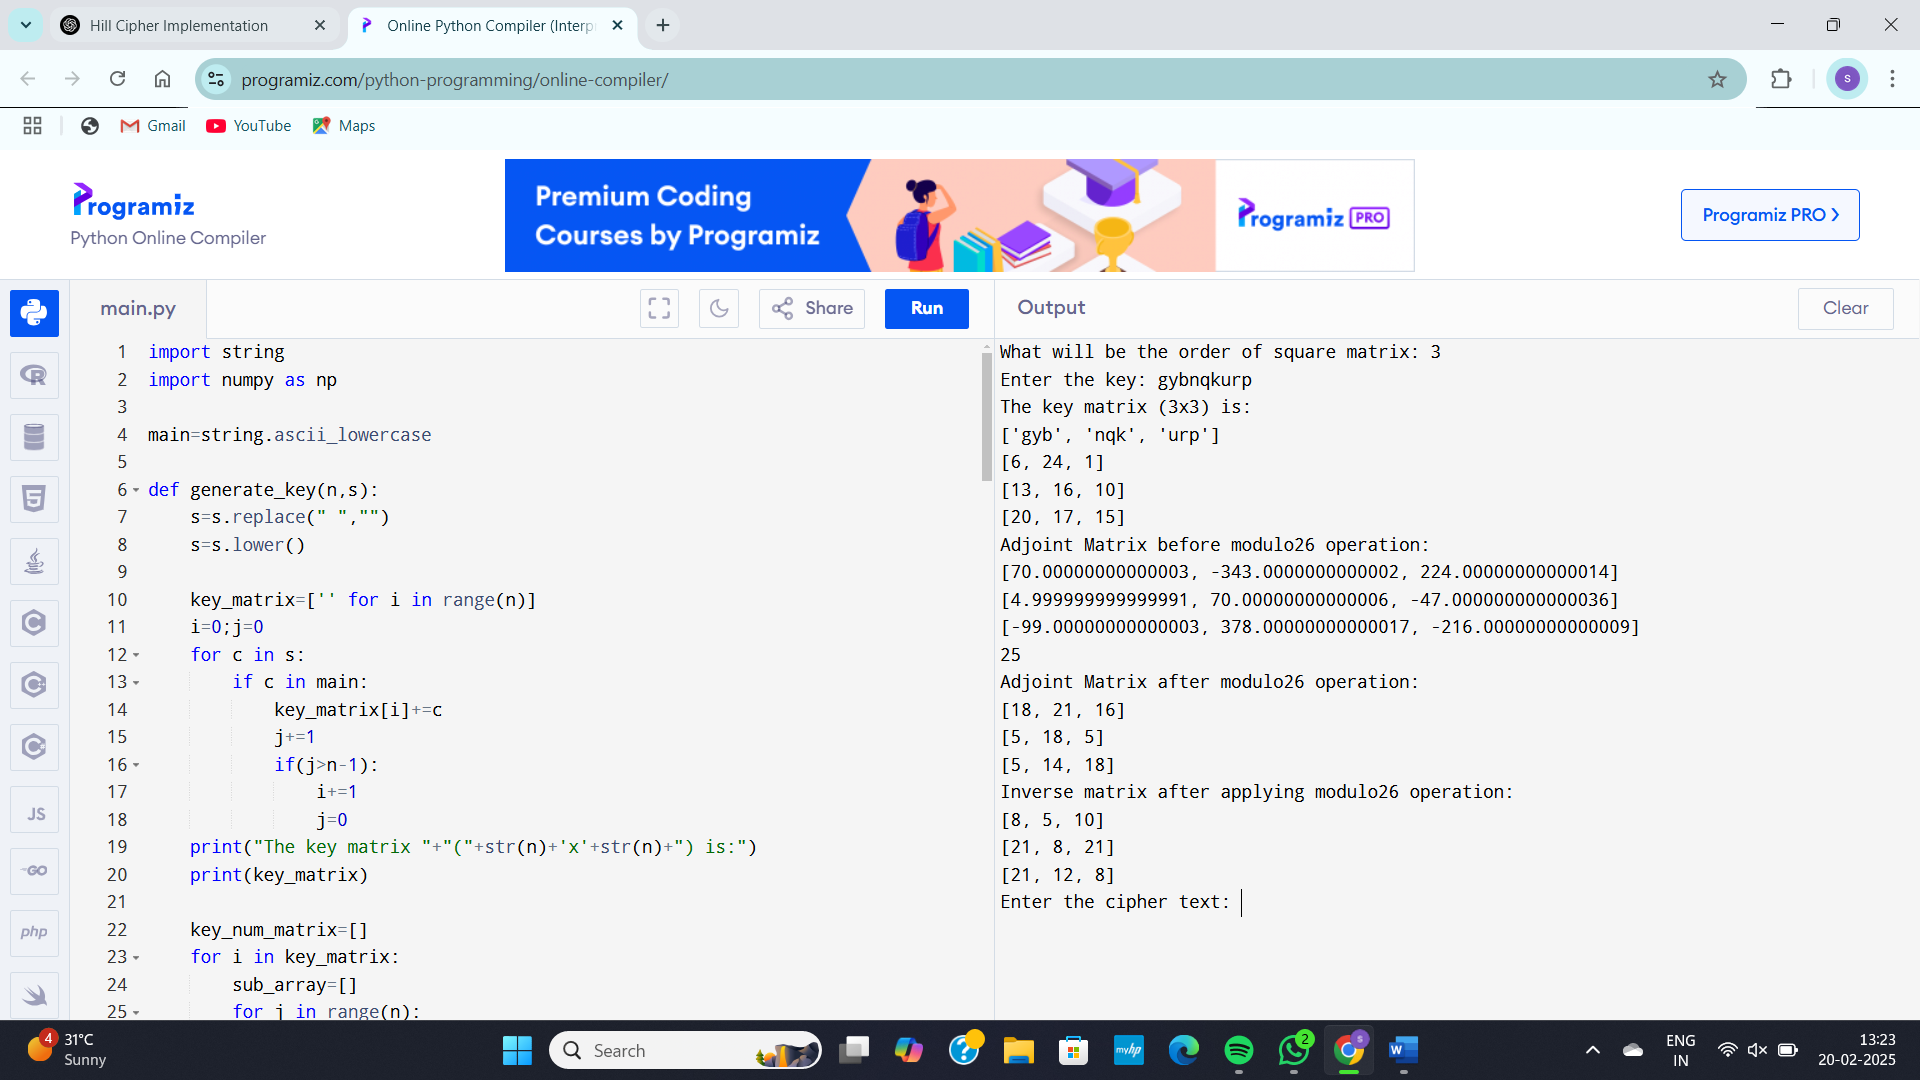 Hill Cipher Implementation
Online Python Compiler (Interp
programiz.com/python-programming/online-compiler/
S
Gmail
YouTube
Maps
Programiz
Python Online Compiler
Premium Coding
Courses by Programiz
Programiz PRO
Programiz PRO
main.py
Share
Run
Output
Clear
1 import string
2 import numpy as np
3
4 main=string.ascii_lowercase
5
6 def generate_key(n,s):
7 s=s.replace(" ","")
8 s=s.lower()
9
10 key_matrix=['' for i in range(n)]
11 i=0;j=0
12 for c in s:
13 if c in main:
14 key_matrix[i]+=c
15 j+=1
16 if(j>n-1):
17 i+=1
18 j=0
19 print("The key matrix "+"("+str(n)+'x'+str(n)+") is:")
20 print(key_matrix)
21
22 key_num_matrix=[]
23 for i in key_matrix:
24 sub_array=[]
25 for j in range(n):
What will be the order of square matrix: 3
Enter the key: gybnqkurp
The key matrix (3x3) is:
['gyb', 'nqk', 'urp']
[6, 24, 1]
[13, 16, 10]
[20, 17, 15]
Adjoint Matrix before modulo26 operation:
[70.00000000000003, -343.0000000000002, 224.00000000000014]
[4.999999999999991, 70.00000000000006, -47.000000000000036]
[-99.00000000000003, 378.00000000000017, -216.00000000000009]
25
Adjoint Matrix after modulo26 operation:
[18, 21, 16]
[5, 18, 5]
[5, 14, 18]
Inverse matrix after applying modulo26 operation:
[8, 5, 10]
[21, 8, 21]
[21, 12, 8]
Enter the cipher text:
JS
GO
php
4
31°C
Sunny
Search
myhp
2
S
W
ENG
IN
13:23
20-02-2025